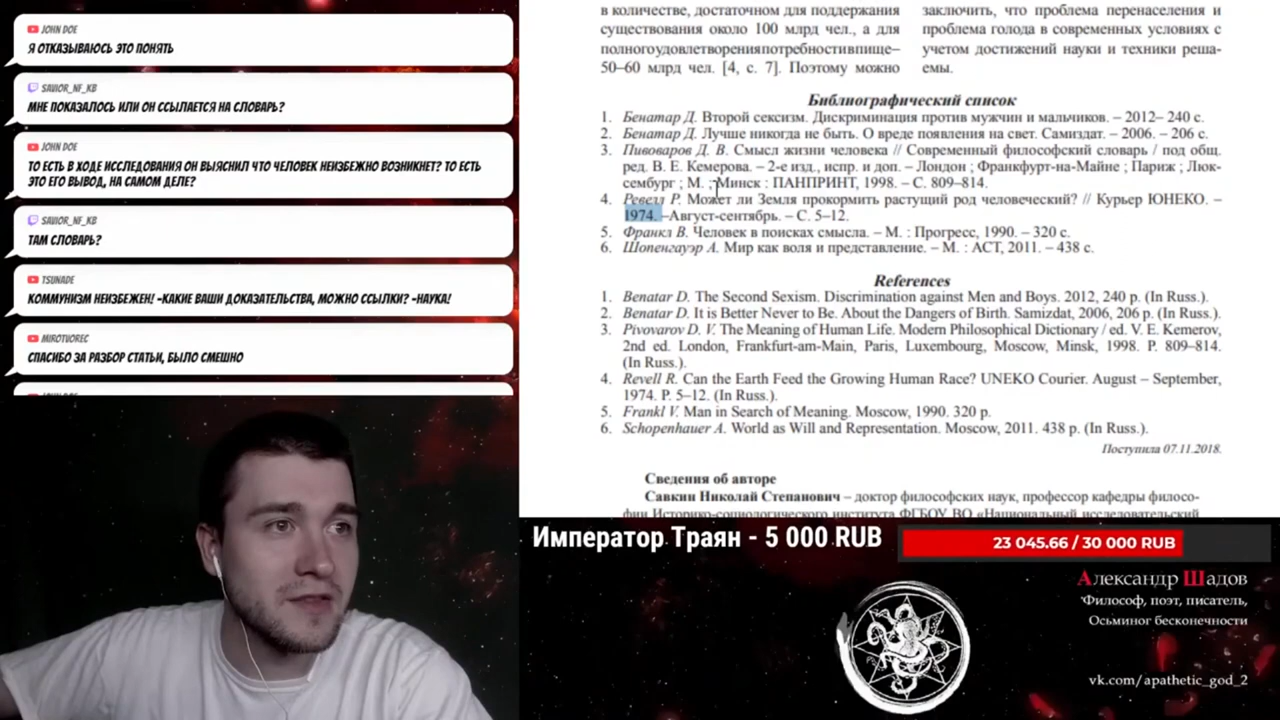 JOHN DOE
Я ОТКАЗЫВАЮСЬ ЭТО ПОНЯТЬ
SAVIOR_NF_KB
МНЕ ПОКАЗАЛОСЬ ИЛИ ОН ССЫЛАЕТСЯ НА СЛОВАРЬ?
JOHN DOE
ТО ЕСТЬ В ХОДЕ ИССЛЕДОВАНИЯ ОН ВЫЯСНИЛ ЧТО ЧЕЛОВЕК НЕИЗБЕЖНО ВОЗНИКНЕТ? ТО ЕСТЬ
ЭТО ЕГО ВЫВОД, НА САМОМ ДЕЛЕ?
SAVIOR_NF_KB
ТАМ СЛОВАРЬ?
TSUNADE
КОММУНИЗМ НЕИЗБЕЖЕН! -КАКИЕ ВАШИ ДОКАЗАТЕЛЬСТВА, МОЖНО ССЫЛКИ? -НАУКА!
MIROTVOREC
СПАСИБО ЗА РАЗБОР СТАТЬИ, БЫЛО СМЕШНО
в количестве, достаточном для поддержания
существования около 100 млрд чел., а для
полного удовлетворения потребности в пище–
50–60 млрд чел. [4, с. 7]. Поэтому можно
заключить, что проблема перенаселения и
проблема голода в современных условиях с
учетом достижений науки и техники реша-
емы.
Библиографический список
1. Бенатар Д. Второй сексизм. Дискриминация против мужчин и мальчиков. – 2012– 240 с.
2. Бенатар Д. Лучше никогда не быть. О вреде появления на свет. Самиздат. – 2006. – 206 с.
3. Пивоваров Д. В. Смысл жизни человека // Современный философский словарь / под общ.
ред. В. Е. Кемерова. – 2-е изд., испр. и доп. – Лондон ; Франкфурт-на-Майне ; Париж ; Люк-
сембург ; М. ; Минск : ПАНПРИНТ, 1998. – С. 809–814.
4. Ревелл Р. Может ли Земля прокормить растущий род человеческий? // Курьер ЮНЕКО. –
1974. –Август-сентябрь. – С. 5–12.
5. Франкл В. Человек в поисках смысла. – М. : Прогресс, 1990. – 320 с.
6. Шопенгауэр А. Мир как воля и представление. – М. : АСТ, 2011. – 438 с.
References
1. Benatar D. The Second Sexism. Discrimination against Men and Boys. 2012, 240 p. (In Russ.).
2. Benatar D. It is Better Never to Be. About the Dangers of Birth. Samizdat, 2006, 206 p. (In Russ.).
3. Pivovarov D. V. The Meaning of Human Life. Modern Philosophical Dictionary / ed. V. E. Kemerov,
2nd ed. London, Frankfurt-am-Main, Paris, Luxembourg, Moscow, Minsk, 1998. P. 809–814.
(In Russ.).
4. Revell R. Can the Earth Feed the Growing Human Race? UNEKO Courier. August – September,
1974. P. 5–12. (In Russ.).
5. Frankl V. Man in Search of Meaning. Moscow, 1990. 320 p.
6. Schopenhauer A. World as Will and Representation. Moscow, 2011. 438 p. (In Russ.).
Поступила 07.11.2018.
Сведения об авторе
Савкин Николай Степанович – доктор философских наук, профессор кафедры филосо-
фии Историко-социологического института ФГБОУ ВО «Национальный исследовательский
Император Траян - 5 000 RUB
23 045.66 / 30 000 RUB
Александр Шадов
Философ, поэт, писатель,
Осьминог бесконечности
vk.com/apathetic_god_2